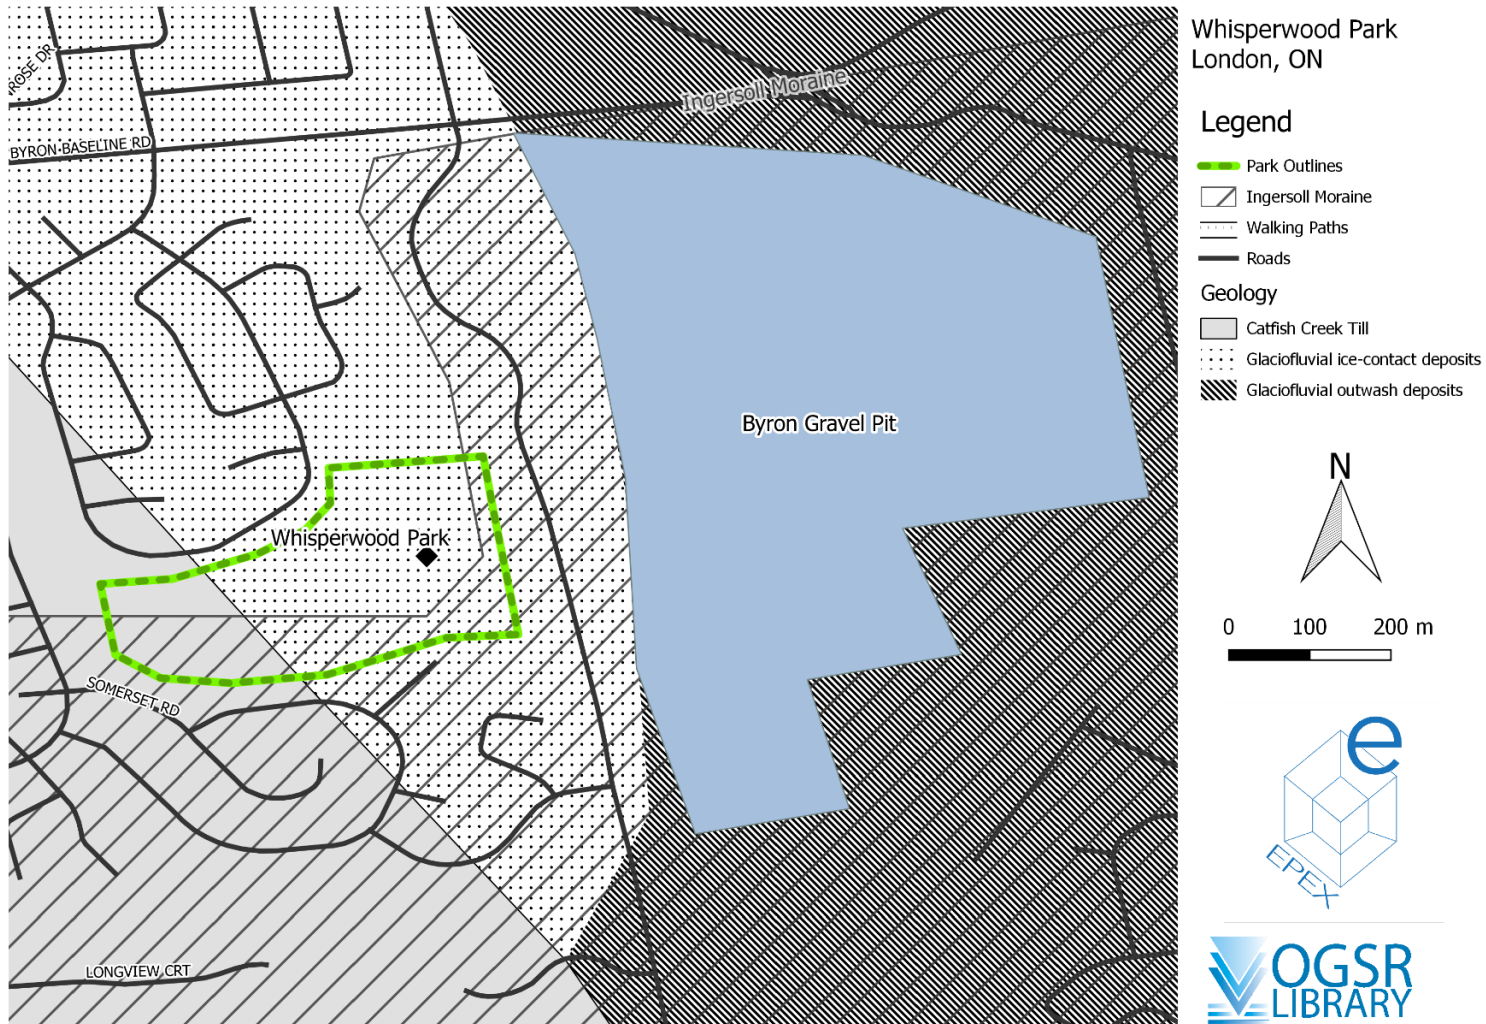 Whisperwood Park
London, ON
Legend
Park Outlines
Ingersoll Moraine
Walking Paths
Roads
Geology
Catfish Creek Till
Glaciofluvial ice-contact deposits
Glaciofluvial outwash deposits
N
0 100 200 m
e
EPEX
OGSR
LIBRARY
ROSE DR
BYRON BASELINE RD
Ingersoll Moraine
Byron Gravel Pit
Whisperwood Park
SOMERSET RD
LONGVIEW CRT